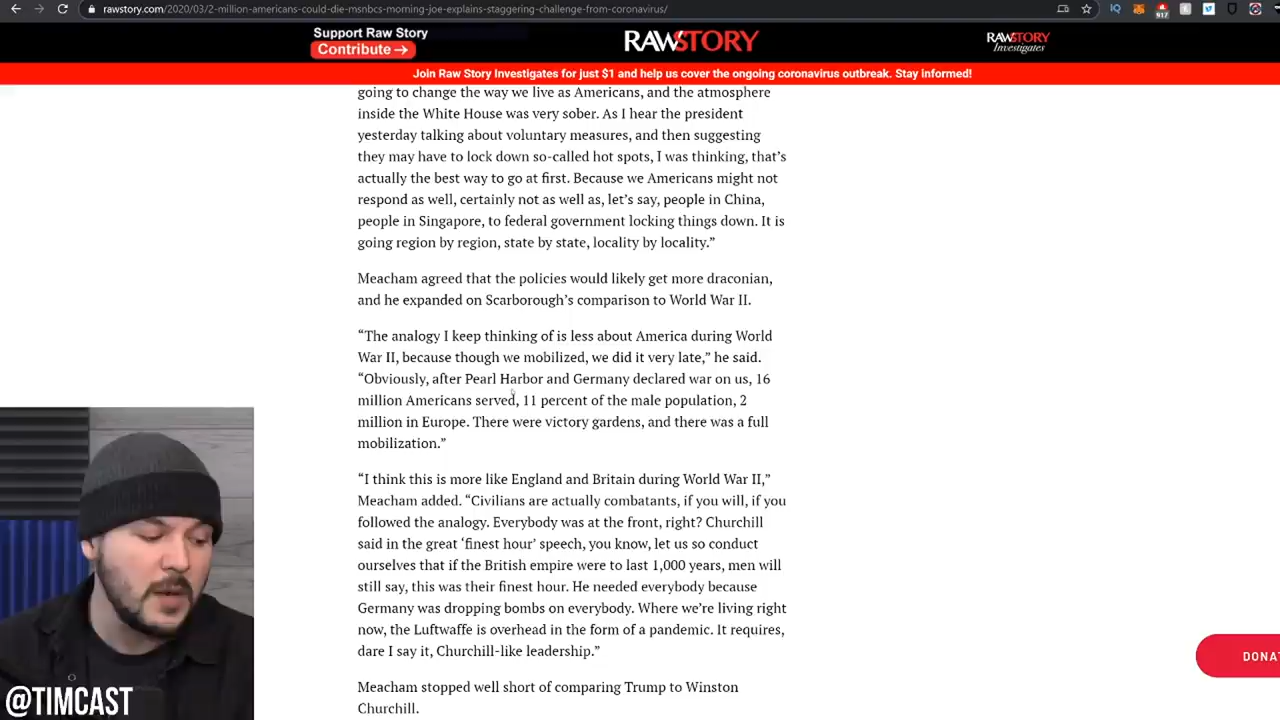 rawstory.com/2020/03/2-million-americans-could-die-msnbcs-morning-joe-explains-staggering-challenge-from-coronavirus/
917
Support Raw Story
Contribute →
RAWSTORY
RAWSTORY
Investigates
Join Raw Story Investigates for just $1 and help us cover the ongoing coronavirus outbreak. Stay informed!
going to change the way we live as Americans, and the atmosphere
inside the White House was very sober. As I hear the president
yesterday talking about voluntary measures, and then suggesting
they may have to lock down so-called hot spots, I was thinking, that’s
actually the best way to go at first. Because we Americans might not
respond as well, certainly not as well as, let’s say, people in China,
people in Singapore, to federal government locking things down. It is
going region by region, state by state, locality by locality.”
Meacham agreed that the policies would likely get more draconian,
and he expanded on Scarborough’s comparison to World War II.
“The analogy I keep thinking of is less about America during World
War II, because though we mobilized, we did it very late,” he said.
“Obviously, after Pearl Harbor and Germany declared war on us, 16
million Americans served, 11 percent of the male population, 2
million in Europe. There were victory gardens, and there was a full
mobilization.”
“I think this is more like England and Britain during World War II,”
Meacham added. “Civilians are actually combatants, if you will, if you
followed the analogy. Everybody was at the front, right? Churchill
said in the great ‘finest hour’ speech, you know, let us so conduct
ourselves that if the British empire were to last 1,000 years, men will
still say, this was their finest hour. He needed everybody because
Germany was dropping bombs on everybody. Where we’re living right
now, the Luftwaffe is overhead in the form of a pandemic. It requires,
dare I say it, Churchill-like leadership.”
Meacham stopped well short of comparing Trump to Winston
Churchill.
DONA
@TIMCAST